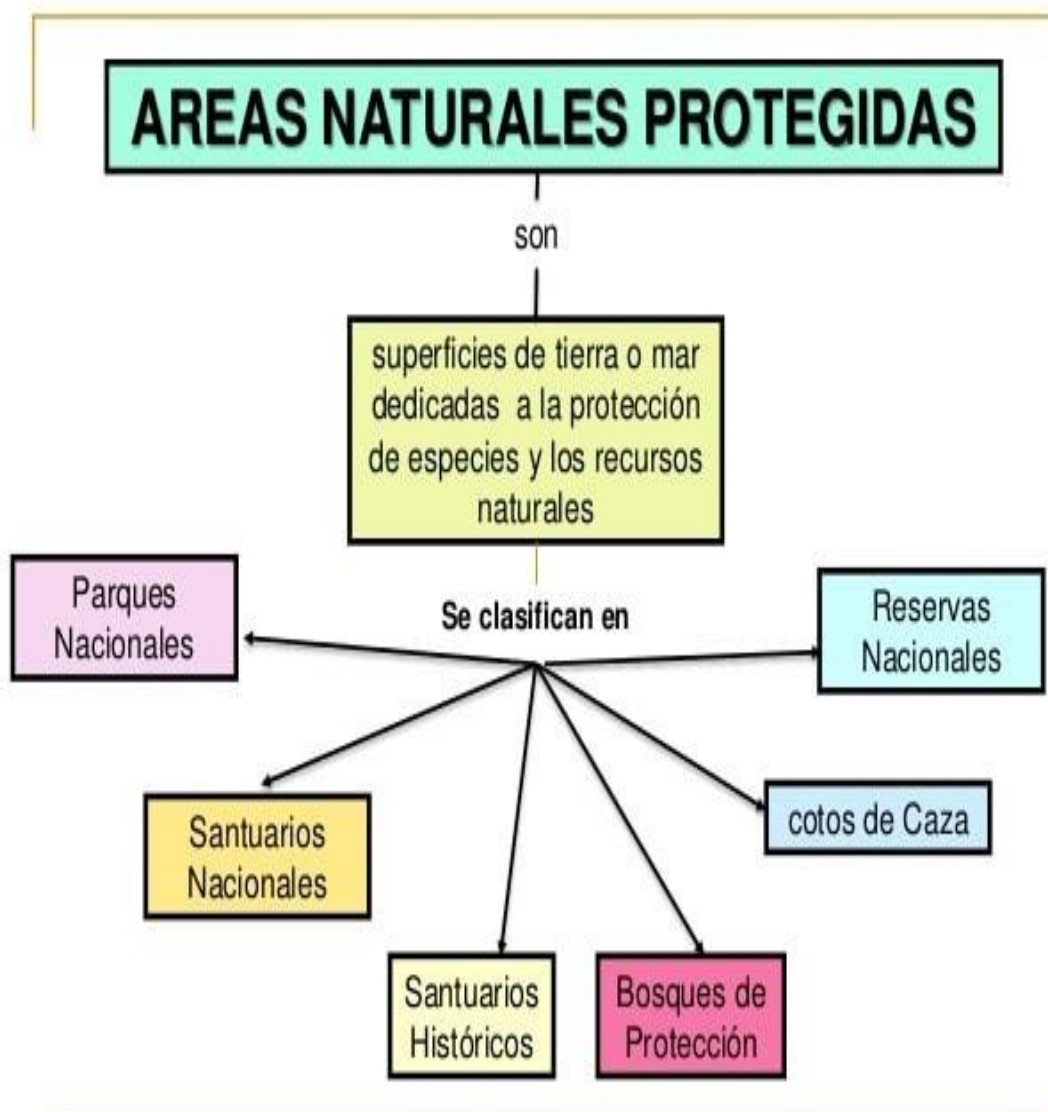 AREAS NATURALES PROTEGIDAS
son
superficies de tierra o mar
dedicadas a la protección
de especies y los recursos
naturales
Se clasifican en
Parques
Nacionales
Reservas
Nacionales
Santuarios
Nacionales
cotos de Caza
Santuarios
Históricos
Bosques de
Protección